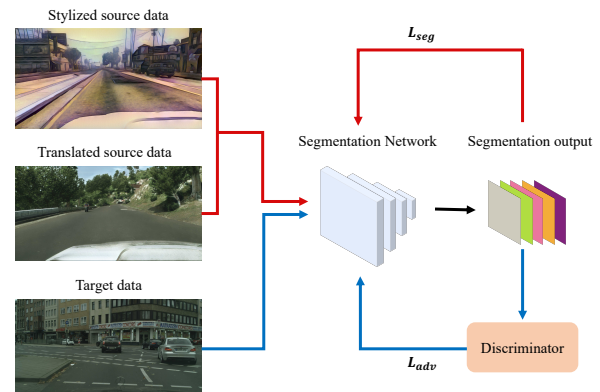 Stylized source data
Translated source data
Target data
L_seg
Segmentation Network
Segmentation output
L_adv
Discriminator